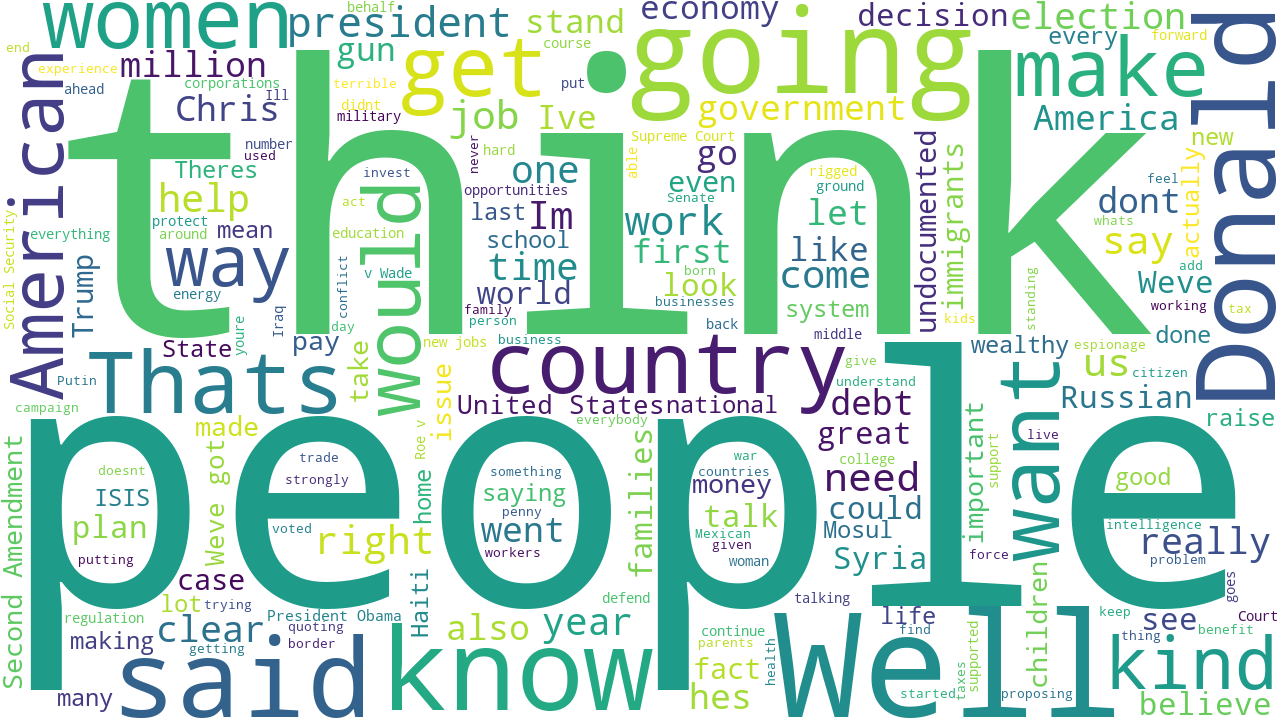 think
people
Well
Donald
country
going
know
said
Thats
women
American
get
make
want
would
way
kind
president
election
economy
decision
stand
behalf
course
every
forward
end
experience
ahead
million
corporations
Ill
gun
terrible
put
didnt
military
Chris
job
Ive
government
America
new
number
used
never
hard
Supreme Court
able
go
rigged
undocumented
immigrants
actually
Theres
help
invest
act
opportunities
one
even
Senate
ground
let
dont
feel
whats
say
protect
mean
around
education
last
Im
work
first
like
Social Security
everything
Trump
energy
v Wade
conflict
school
time
world
born
look
come
businesses
system
Weve
add
working
kids
tax
standing
Iraq
day
youre
family
person
back
middle
done
State
pay
new jobs
business
wealthy
espionage
us
citizen
Putin
take
give
understand
debt
Russian
campaign
United States
national
everybody
great
raise
made
issue
Roe v
families
important
support
live
Second Amendment
doesnt
trade
strongly
ISIS
Weve got
home
something
saying
penny
countries
war
college
money
need
good
plan
voted
right
went
workers
talk
Mexican
given
woman
could
Mosul
Syria
force
intelligence
really
problem
putting
case
lot
trying
Haiti
defend
talking
life
children
goes
regulation
President Obama
quoting
border
clear
getting
making
also
year
continue
parents
find
see
keep
thing
benefit
Court
many
fact
hes
health
started
taxes
supported
proposing
believe